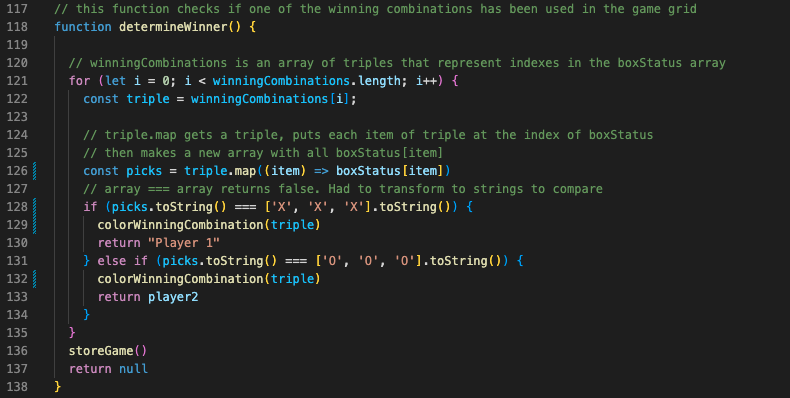 117 // this function checks if one of the winning combinations has been used in the game grid
118 function determineWinner() {
119
120 // winningCombinations is an array of triples that represent indexes in the boxStatus array
121 for (let i = 0; i < winningCombinations.length; i++) {
122 const triple = winningCombinations[i];
123
124 // triple.map gets a triple, puts each item of triple at the index of boxStatus
125 // then makes a new array with all boxStatus[item]
126 const picks = triple.map((item) => boxStatus[item])
127 // array === array returns false. Had to transform to strings to compare
128 if (picks.toString() === ['X', 'X', 'X'].toString()) {
129 colorWinningCombination(triple)
130 return "Player 1"
131 } else if (picks.toString() === ['O', 'O', 'O'].toString()) {
132 colorWinningCombination(triple)
133 return player2
134 }
135 }
136 storeGame()
137 return null
138 }